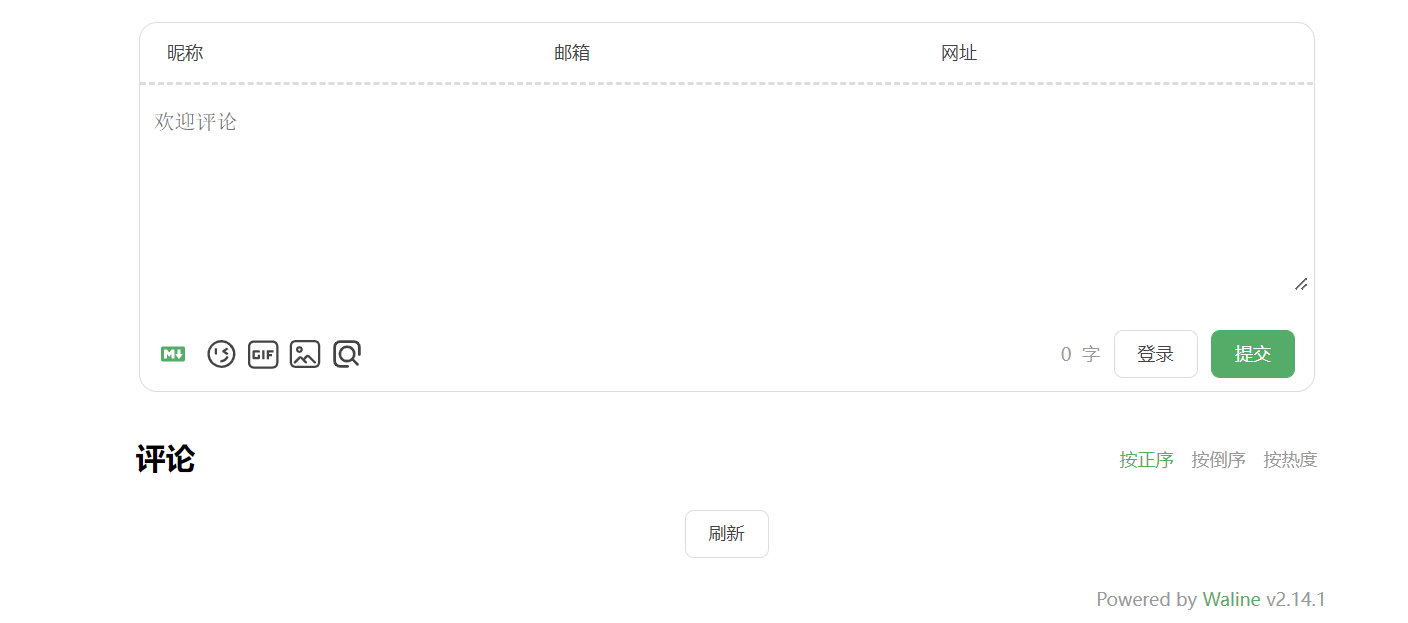 昵称 邮箱 网址
欢迎评论
M↓ GIF 0 字 登录 提交
评论 按正序 按倒序 按热度
刷新
Powered by Waline v2.14.1